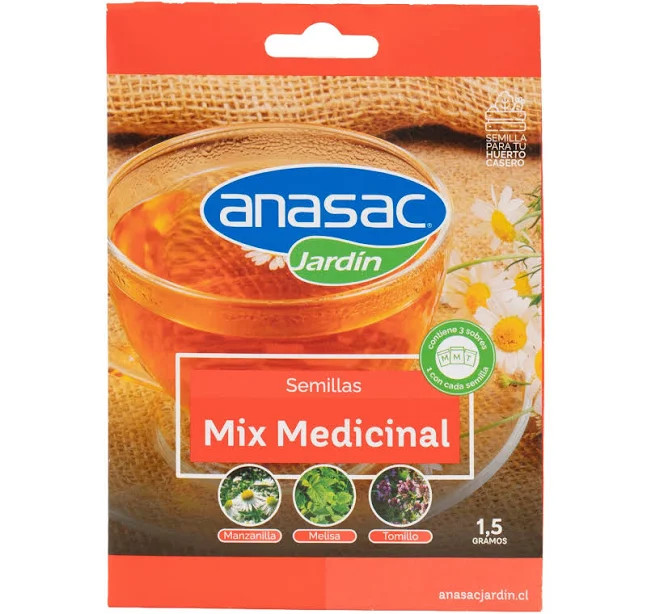 SEMILLA
PARA TU
HUERTO
CASERO
anasac®
Jardín
contiene 3 sobres
M M T
1 con cada semilla
Semillas
Mix Medicinal
Manzanilla
Melisa
Tomillo
1,5
GRAMOS
anasacjardin.cl